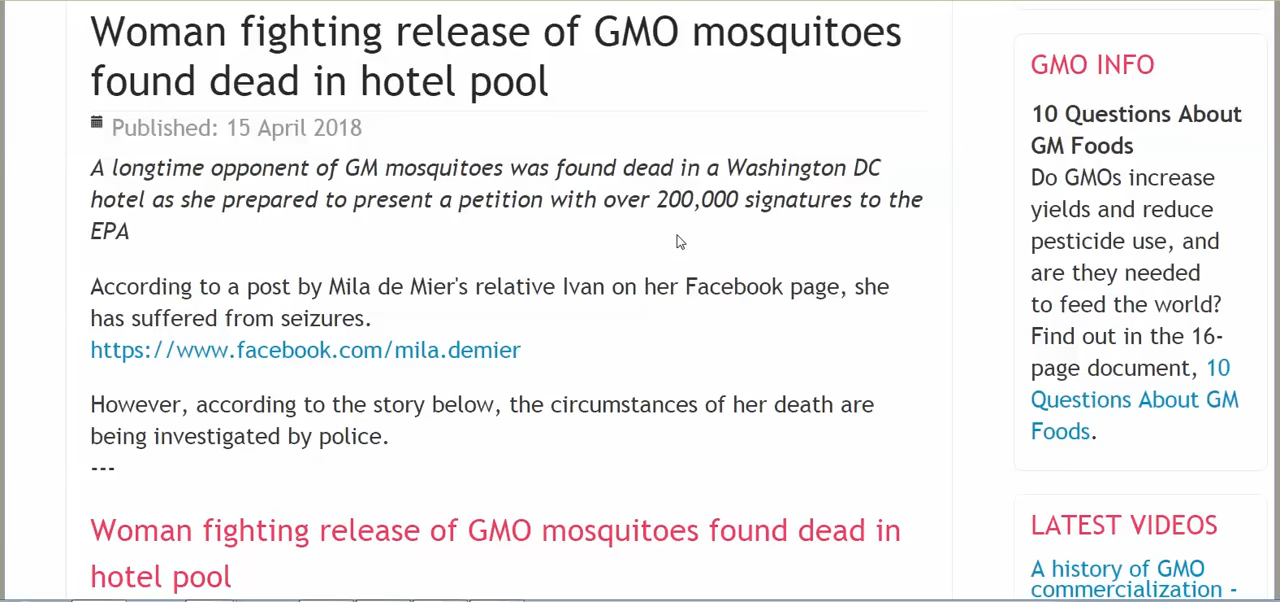 Woman fighting release of GMO mosquitoes
found dead in hotel pool
Published: 15 April 2018
A longtime opponent of GM mosquitoes was found dead in a Washington DC
hotel as she prepared to present a petition with over 200,000 signatures to the
EPA
According to a post by Mila de Mier's relative Ivan on her Facebook page, she
has suffered from seizures.
https://www.facebook.com/mila.demier
However, according to the story below, the circumstances of her death are
being investigated by police.
---
Woman fighting release of GMO mosquitoes found dead in
hotel pool
GMO INFO
10 Questions About
GM Foods
Do GMOs increase
yields and reduce
pesticide use, and
are they needed
to feed the world?
Find out in the 16-
page document, 10
Questions About GM
Foods.
LATEST VIDEOS
A history of GMO
commercialization -